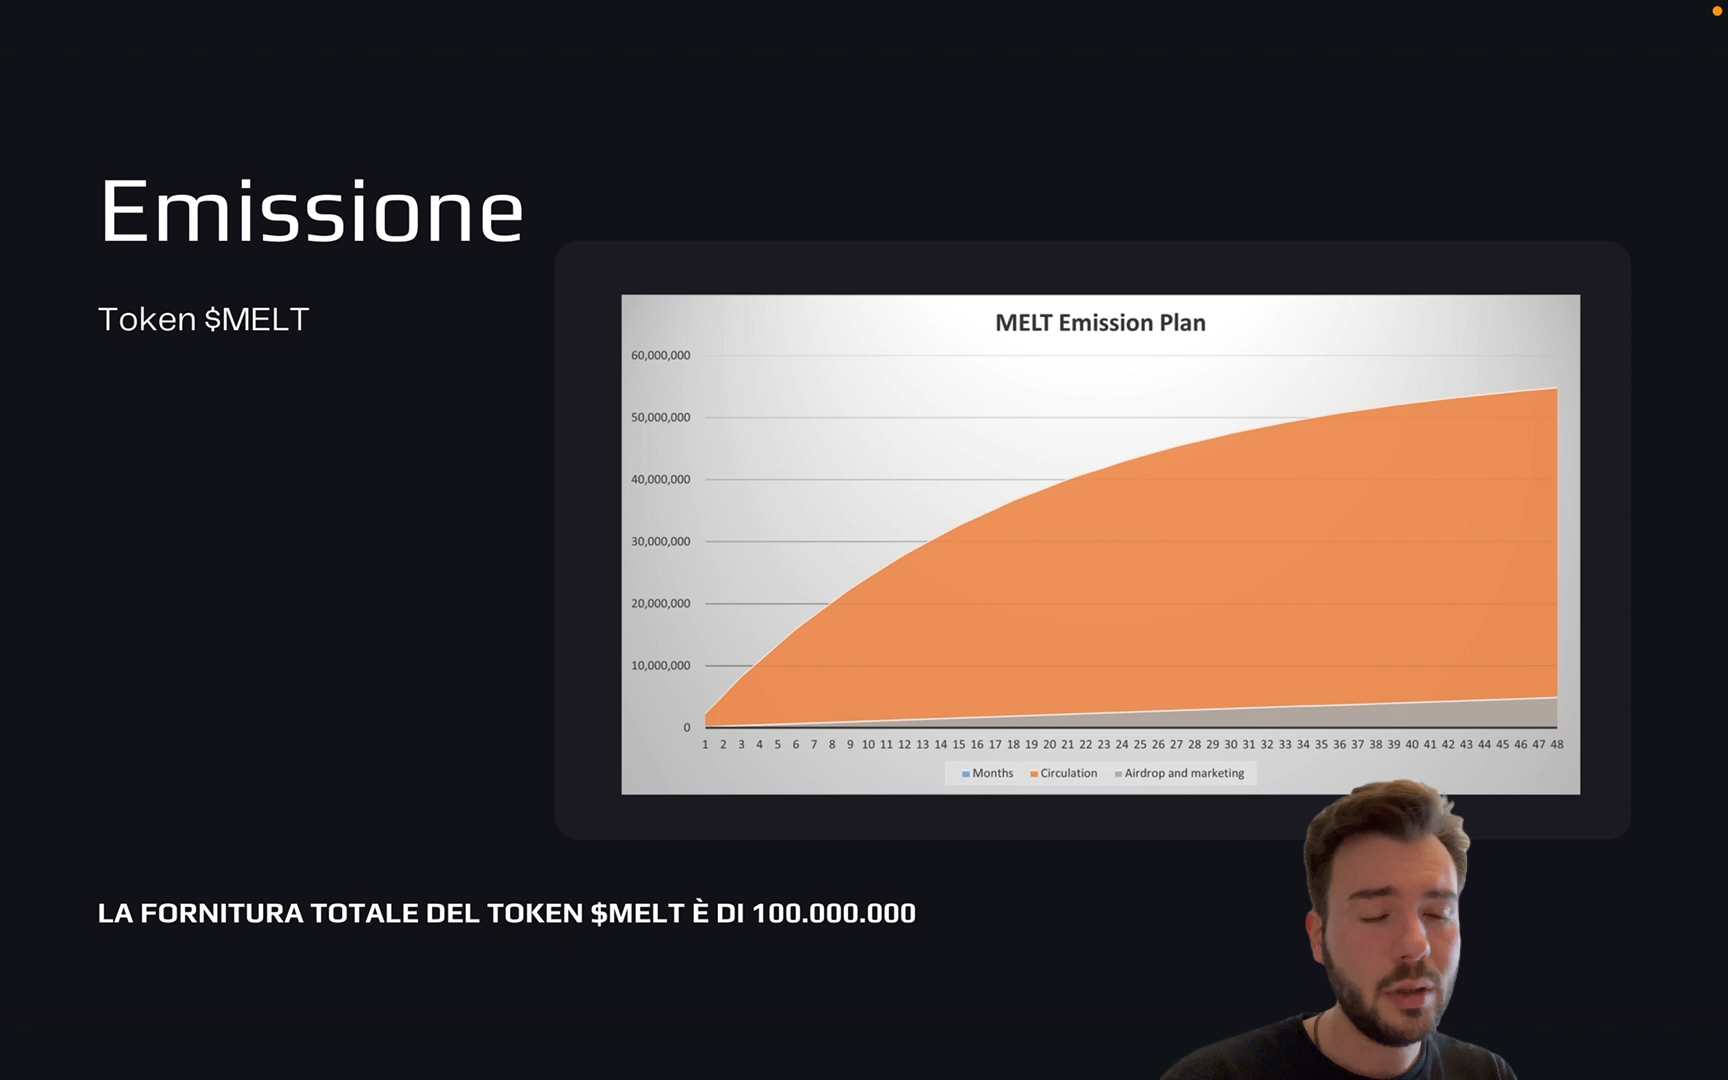 Emissione
Token $MELT
MELT Emission Plan
60,000,000
50,000,000
40,000,000
30,000,000
20,000,000
10,000,000
0
1 2 3 4 5 6 7 8 9 10 11 12 13 14 15 16 17 18 19 20 21 22 23 24 25 26 27 28 29 30 31 32 33 34 35 36 37 38 39 40 41 42 43 44 45 46 47 48
Months Circulation Airdrop and marketing
LA FORNITURA TOTALE DEL TOKEN $MELT È DI 100.000.000